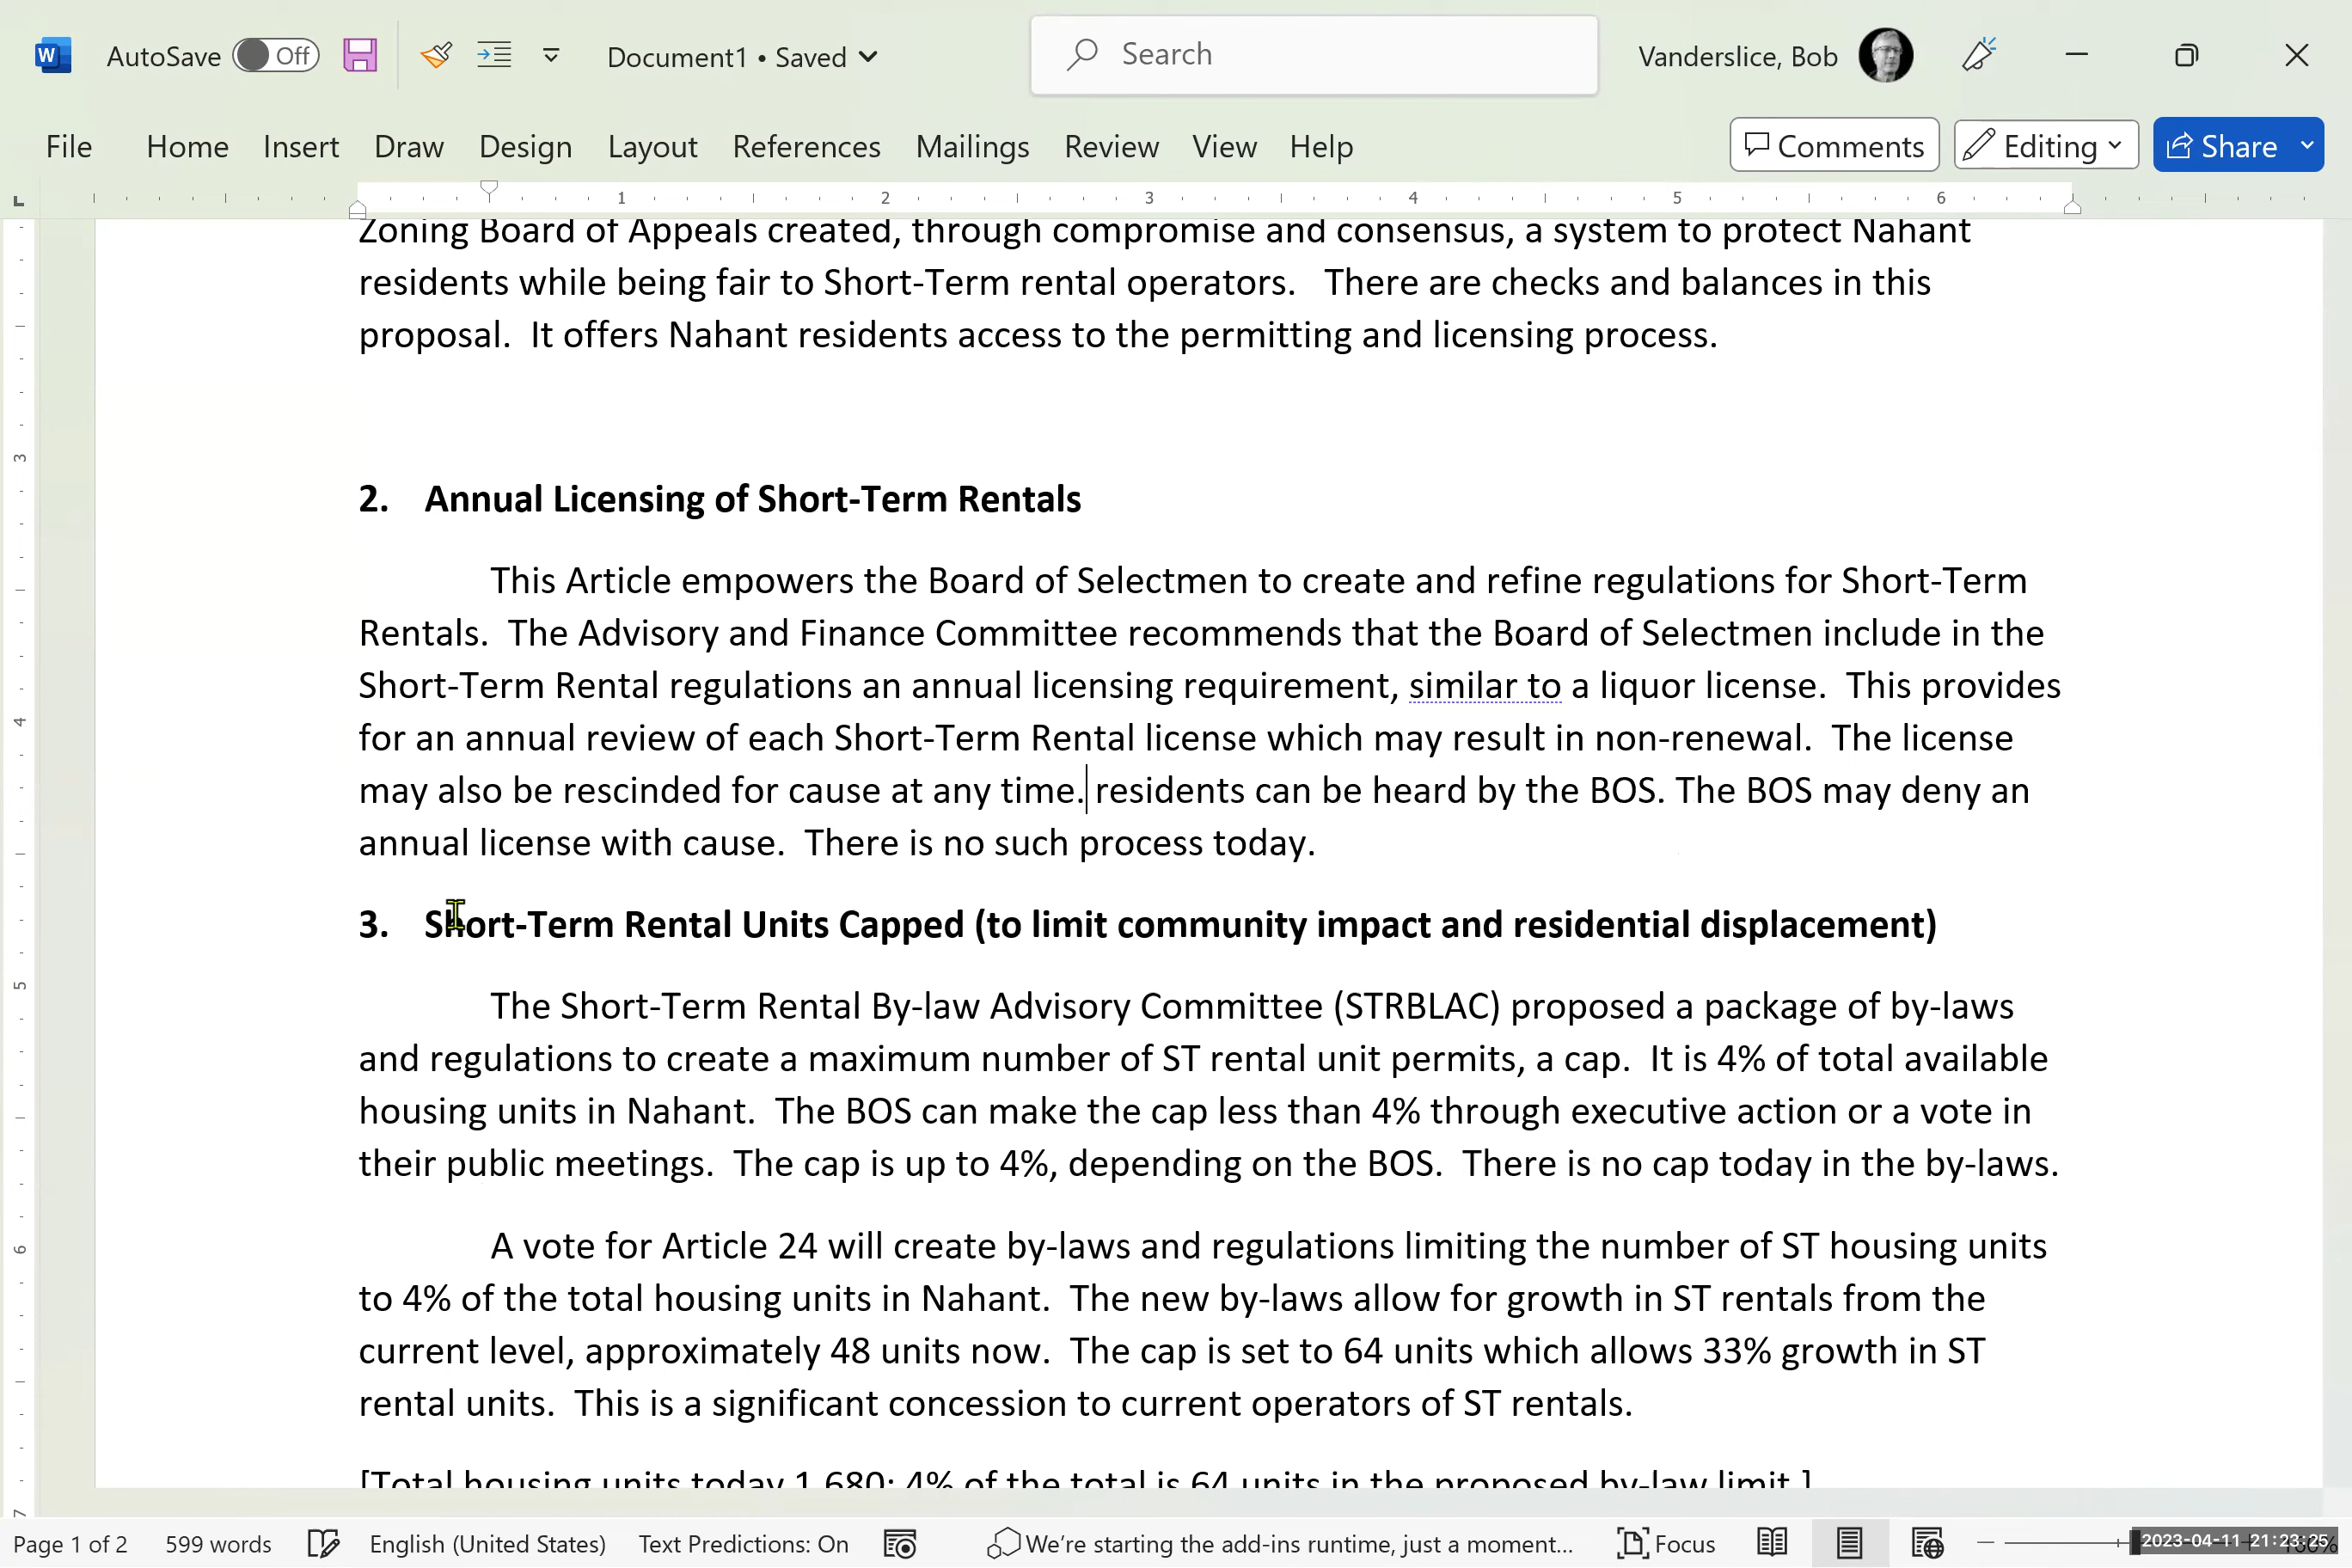 AutoSave Off Document1 • Saved Search Vanderslice, Bob
File Home Insert Draw Design Layout References Mailings Review View Help Comments Editing Share
1 2 3 4 5 6
Zoning Board of Appeals created, through compromise and consensus, a system to protect Nahant
residents while being fair to Short-Term rental operators. There are checks and balances in this
proposal. It offers Nahant residents access to the permitting and licensing process.
3
2. Annual Licensing of Short-Term Rentals
This Article empowers the Board of Selectmen to create and refine regulations for Short-Term
Rentals. The Advisory and Finance Committee recommends that the Board of Selectmen include in the
Short-Term Rental regulations an annual licensing requirement, similar to a liquor license. This provides
4
for an annual review of each Short-Term Rental license which may result in non-renewal. The license
may also be rescinded for cause at any time. residents can be heard by the BOS. The BOS may deny an
annual license with cause. There is no such process today.
3. Short-Term Rental Units Capped (to limit community impact and residential displacement)
5
The Short-Term Rental By-law Advisory Committee (STRBLAC) proposed a package of by-laws
and regulations to create a maximum number of ST rental unit permits, a cap. It is 4% of total available
housing units in Nahant. The BOS can make the cap less than 4% through executive action or a vote in
their public meetings. The cap is up to 4%, depending on the BOS. There is no cap today in the by-laws.
6
A vote for Article 24 will create by-laws and regulations limiting the number of ST housing units
to 4% of the total housing units in Nahant. The new by-laws allow for growth in ST rentals from the
current level, approximately 48 units now. The cap is set to 64 units which allows 33% growth in ST
rental units. This is a significant concession to current operators of ST rentals.
[Total housing units today 1,680; 4% of the total is 64 units in the proposed by-law limit.]
7
Page 1 of 2 599 words English (United States) Text Predictions: On We're starting the add-ins runtime, just a moment... Focus 2023-04-11 21:23:25